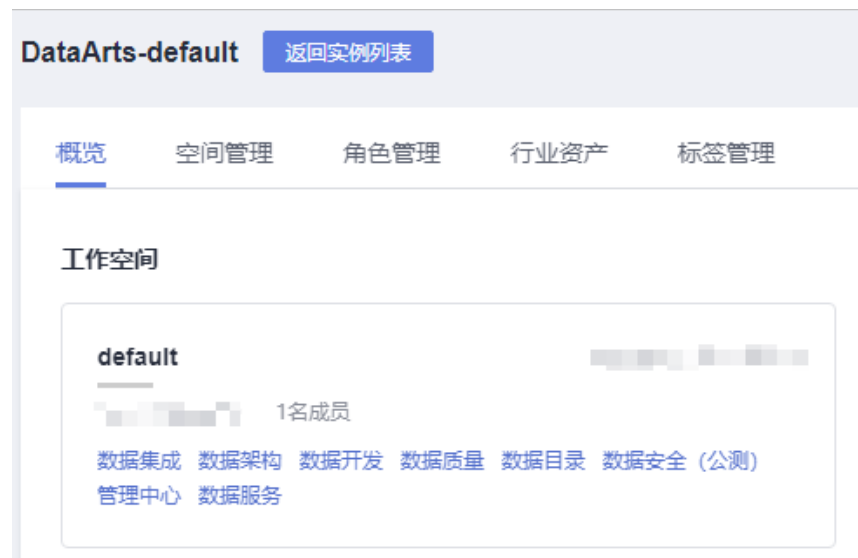 DataArts-default 返回实例列表
概览 空间管理 角色管理 行业资产 标签管理
工作空间
default
1名成员
数据集成 数据架构 数据开发 数据质量 数据目录 数据安全（公测）
管理中心 数据服务